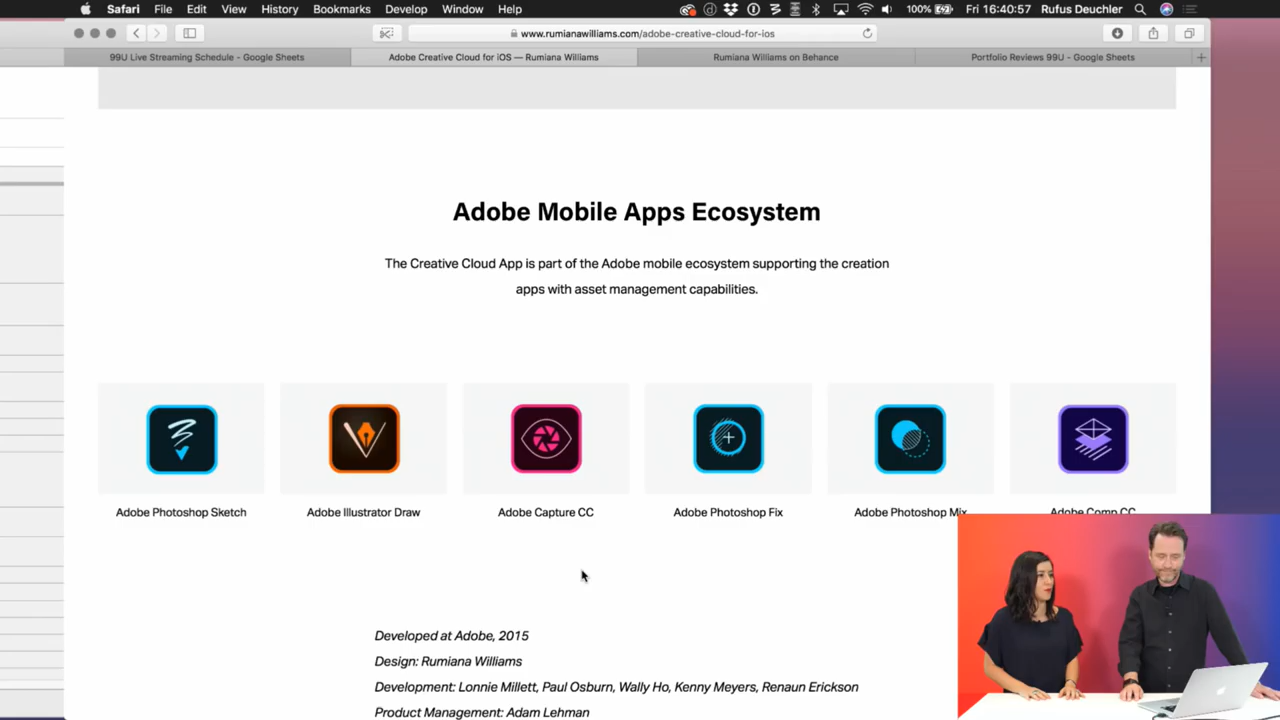 Safari File Edit View History Bookmarks Develop Window Help 100% Fri 16:40:57 Rufus Deuchler
www.rumianawilliams.com/adobe-creative-cloud-for-ios
99U Live Streaming Schedule - Google Sheets
Adobe Creative Cloud for iOS — Rumiana Williams
Rumiana Williams on Behance
Portfolio Reviews 99U - Google Sheets
Adobe Mobile Apps Ecosystem
The Creative Cloud App is part of the Adobe mobile ecosystem supporting the creation
apps with asset management capabilities.
Adobe Photoshop Sketch
Adobe Illustrator Draw
Adobe Capture CC
Adobe Photoshop Fix
Adobe Photoshop Mix
Adobe Comp CC
Developed at Adobe, 2015
Design: Rumiana Williams
Development: Lonnie Millett, Paul Osburn, Wally Ho, Kenny Meyers, Renaun Erickson
Product Management: Adam Lehman